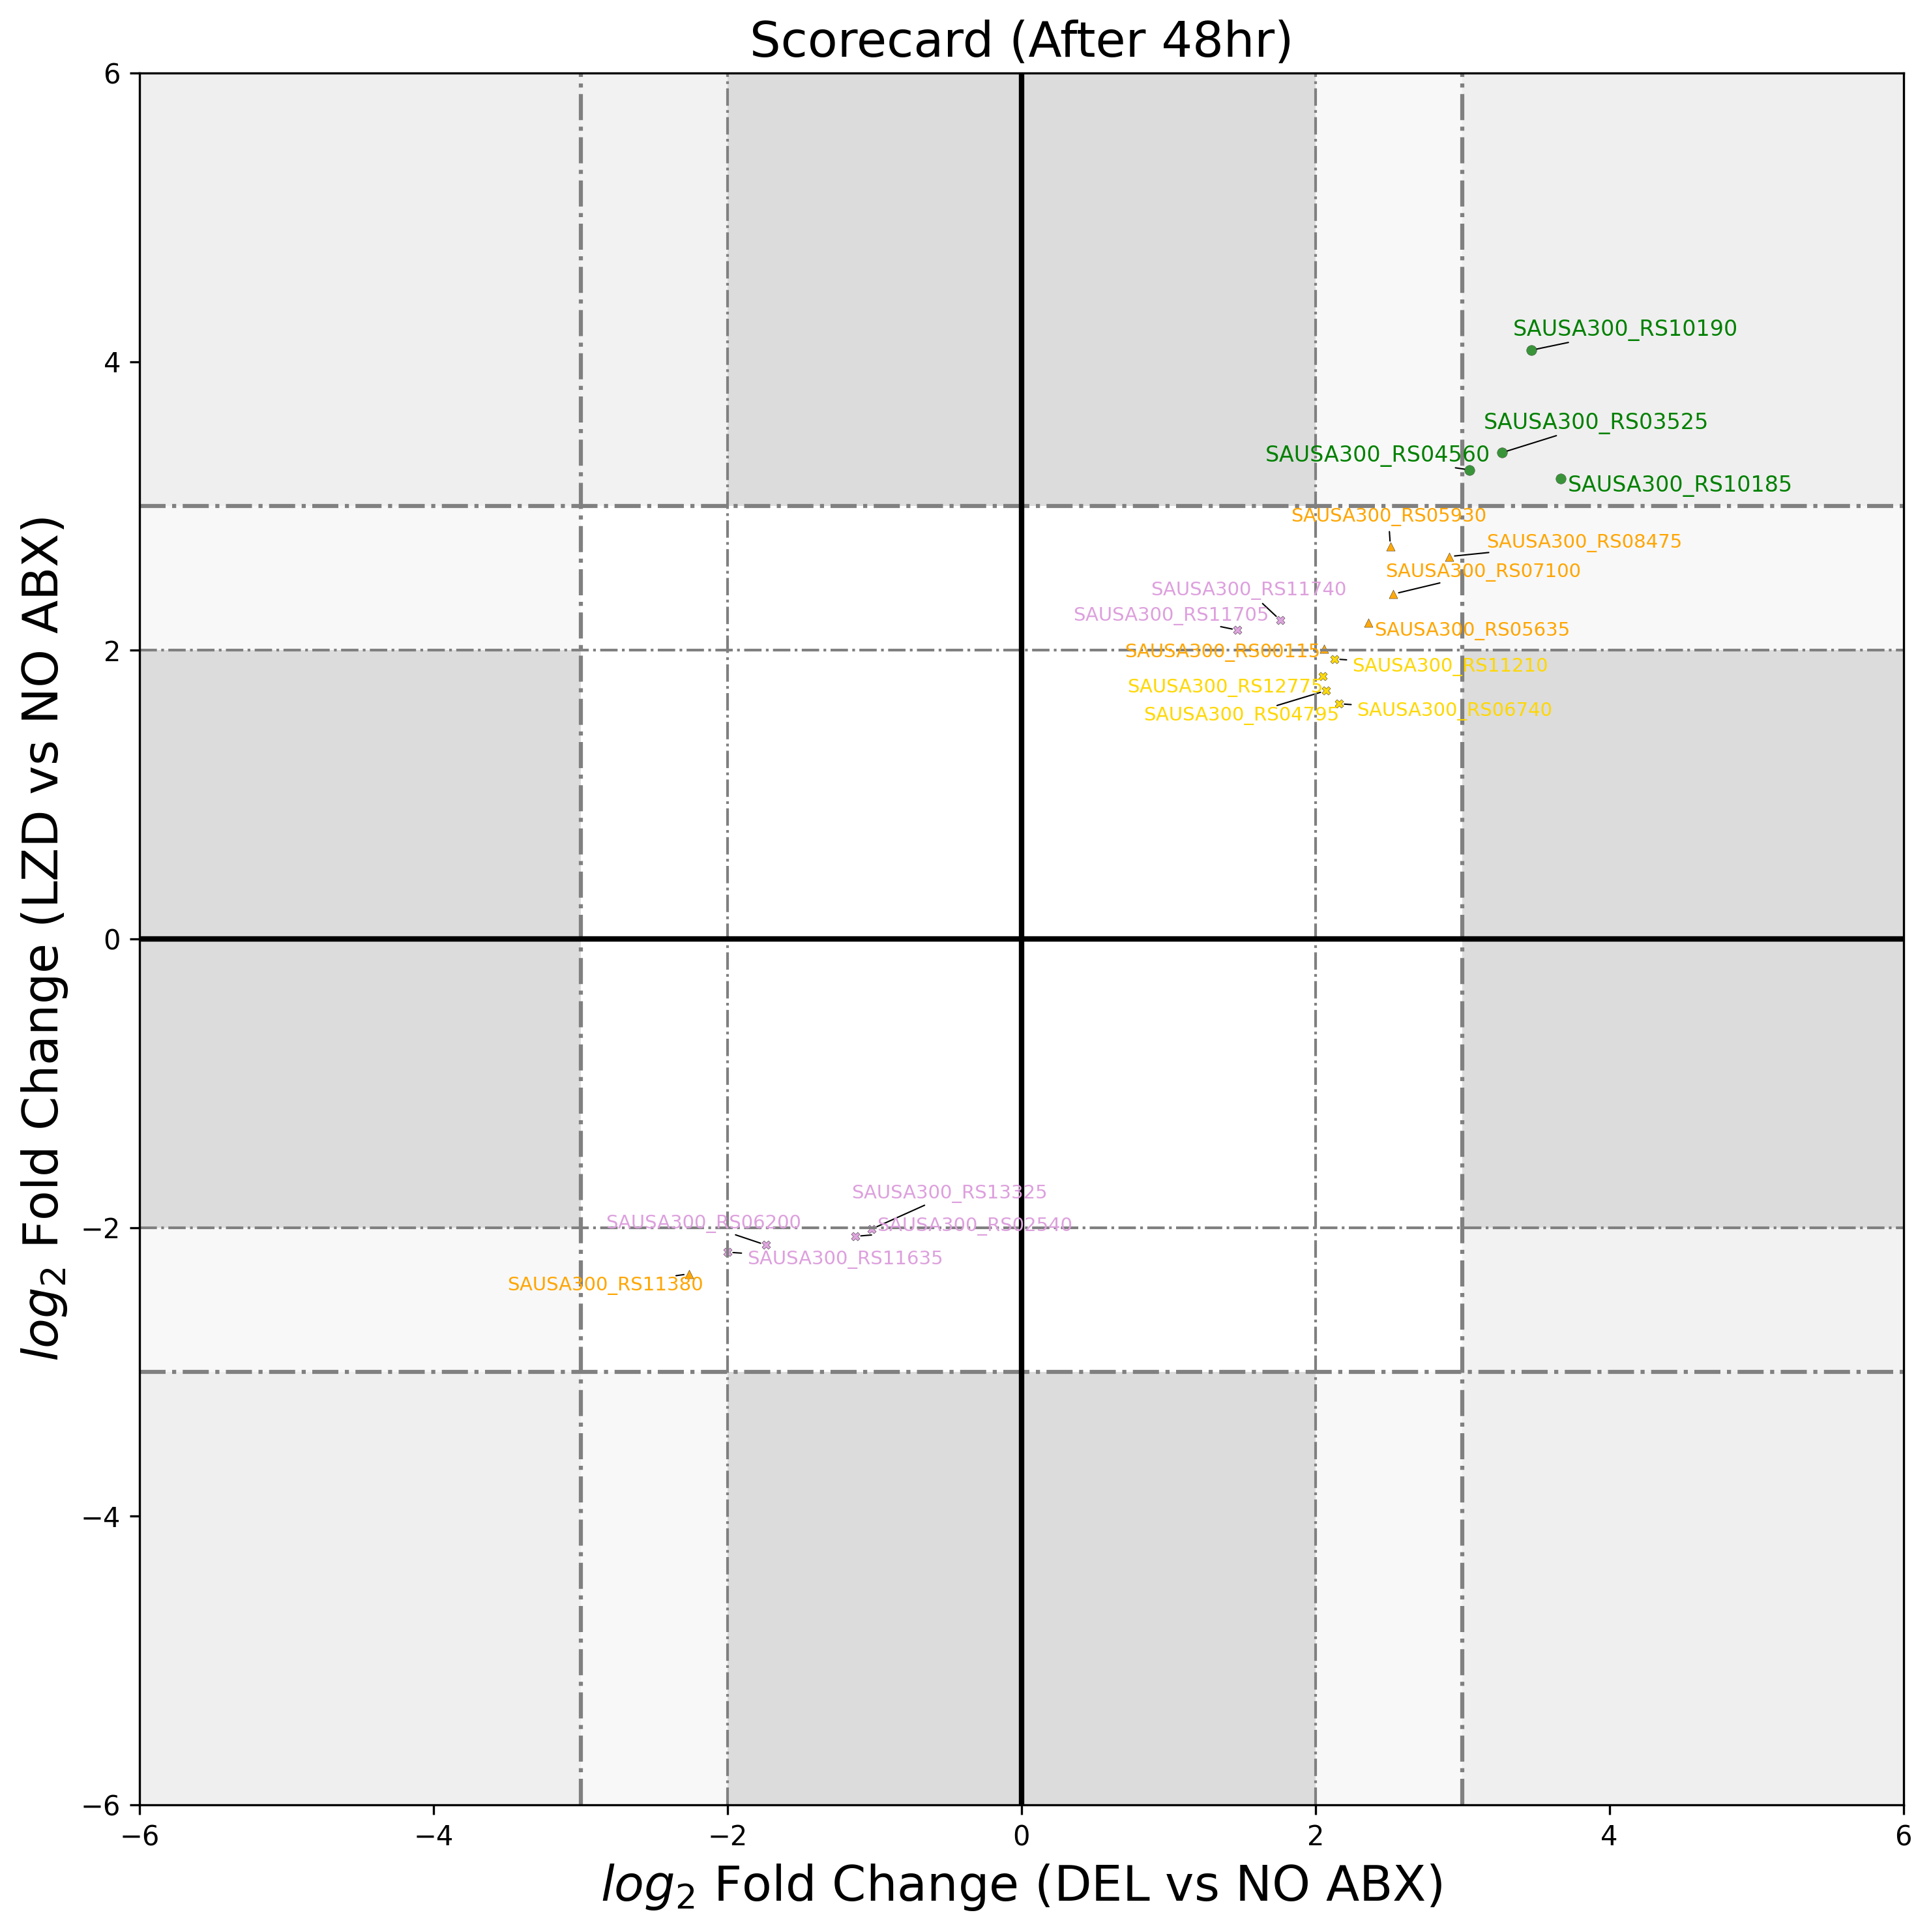 Scorecard (After 48hr)
log2 Fold Change (LZD vs NO ABX)
6
4
2
0
−2
−4
−6
SAUSA300_RS10190
SAUSA300_RS03525
SAUSA300_RS04560
SAUSA300_RS10185
SAUSA300_RS05930
SAUSA300_RS08475
SAUSA300_RS07100
SAUSA300_RS11740
SAUSA300_RS11705
SAUSA300_RS05635
SAUSA300_RS00115
SAUSA300_RS11210
SAUSA300_RS12775
SAUSA300_RS06740
SAUSA300_RS04795
SAUSA300_RS13325
SAUSA300_RS06200
SAUSA300_RS02540
SAUSA300_RS11635
SAUSA300_RS11380
−6 −4 −2 0 2 4 6
log2 Fold Change (DEL vs NO ABX)